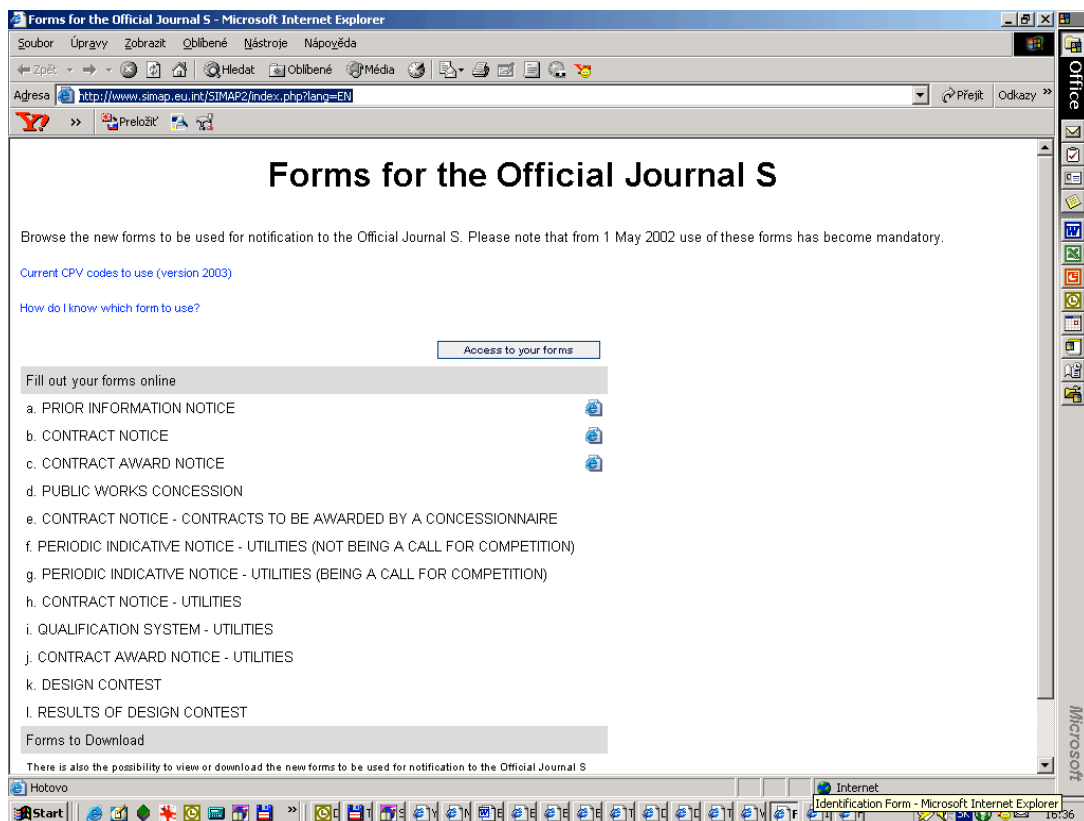 Forms for the Official Journal S - Microsoft Internet Explorer
Soubor Úpravy Zobrazit Oblíbené Nástroje Nápověda
Zpět Hledat Oblíbené Média
Adresa http://www.simap.eu.int/SIMAP2/index.php?lang=EN Přejít Odkazy »
Y? » Preložiť
Office
Forms for the Official Journal S
Browse the new forms to be used for notification to the Official Journal S. Please note that from 1 May 2002 use of these forms has become mandatory.
Current CPV codes to use (version 2003)
How do I know which form to use?
Access to your forms
Fill out your forms online
a. PRIOR INFORMATION NOTICE
b. CONTRACT NOTICE
c. CONTRACT AWARD NOTICE
d. PUBLIC WORKS CONCESSION
e. CONTRACT NOTICE - CONTRACTS TO BE AWARDED BY A CONCESSIONNAIRE
f. PERIODIC INDICATIVE NOTICE - UTILITIES (NOT BEING A CALL FOR COMPETITION)
g. PERIODIC INDICATIVE NOTICE - UTILITIES (BEING A CALL FOR COMPETITION)
h. CONTRACT NOTICE - UTILITIES
i. QUALIFICATION SYSTEM - UTILITIES
j. CONTRACT AWARD NOTICE - UTILITIES
k. DESIGN CONTEST
l. RESULTS OF DESIGN CONTEST
Forms to Download
There is also the possibility to view or download the new forms to be used for notification to the Official Journal S
Microsoft
Hotovo Internet
Identification Form - Microsoft Internet Explorer
Start » 16:36